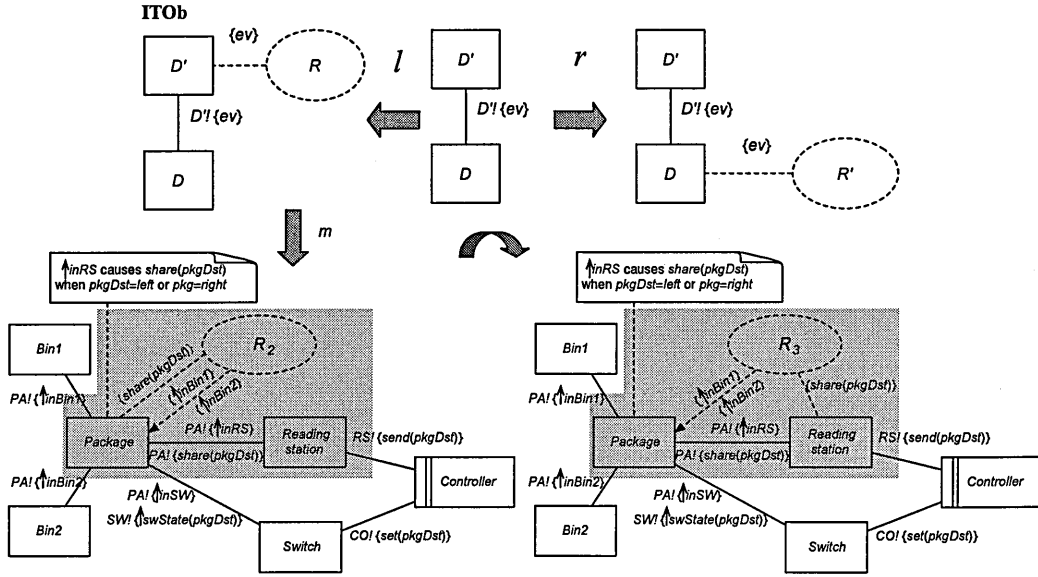 ITOb
{ev}
D'
R
l
D'
r
D'
D'! {ev}
D'! {ev}
D'! {ev}
{ev}
D
D
D
R'
m
↑inRS causes share(pkgDst)
when pkgDst=left or pkg=right
↑inRS causes share(pkgDst)
when pkgDst=left or pkg=right
Bin1
R2
{share(pkgDst)}
{↑inBin1}
{↑inBin2}
PA! {↑inBin1}
PA! {↑inRS}
Package
Reading
station
RS! {send(pkgDst)}
PA! {share(pkgDst)}
PA! {↑inBin2}
PA! {↑inSW}
Controller
SW! {↑swState(pkgDst)}
Bin2
Switch
CO! {set(pkgDst)}
Bin1
R3
{↑inBin1}
{↑inBin2}
{share(pkgDst)}
PA! {↑inBin1}
PA! {↑inRS}
Package
Reading
station
RS! {send(pkgDst)}
PA! {share(pkgDst)}
PA! {↑inBin2}
PA! {↑inSW}
Controller
SW! {↑swState(pkgDst)}
Bin2
Switch
CO! {set(pkgDst)}